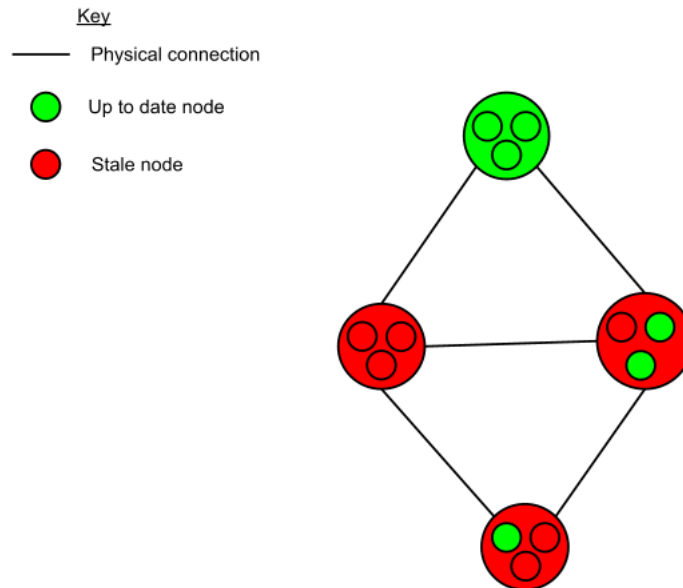 Key
Physical connection
Up to date node
Stale node